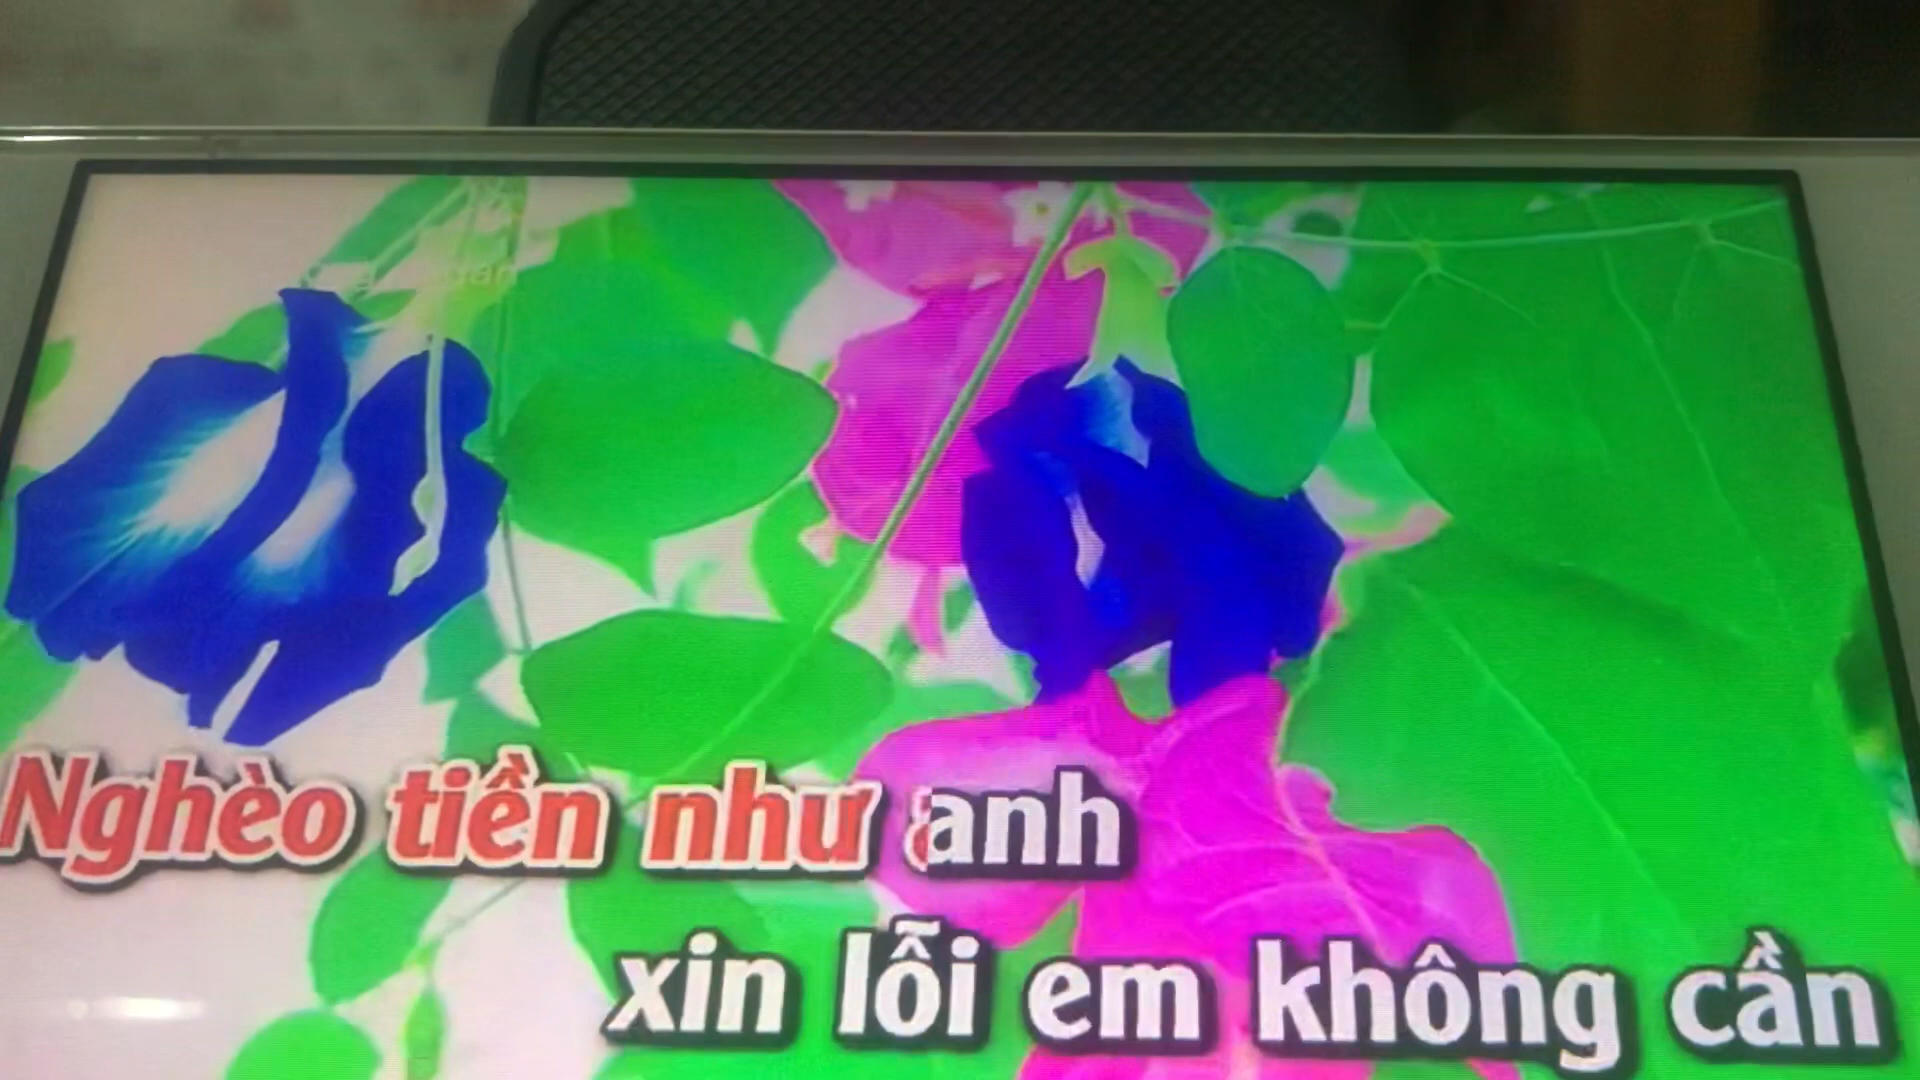 Nghèo tiền như anh
xin lỗi em không cần